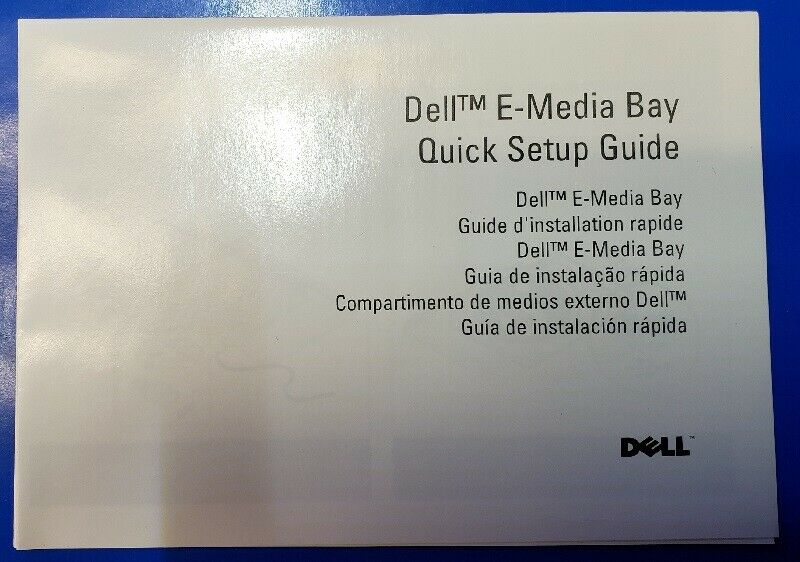 Dell™ E-Media Bay
Quick Setup Guide
Dell™ E-Media Bay
Guide d'installation rapide
Dell™ E-Media Bay
Guia de instalação rápida
Compartimento de medios externo Dell™
Guía de instalación rápida
DELL™